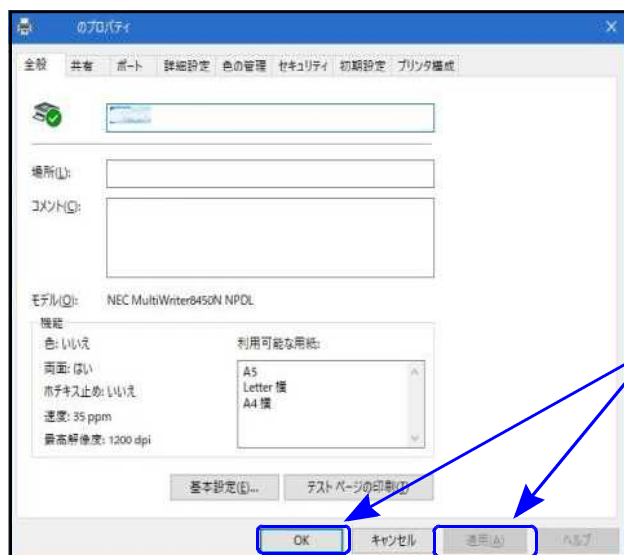 のプロパティ
全般 共有 ポート 詳細設定 色の管理 セキュリティ 初期設定 プリンタ構成
場所(L):
コメント(C):
モデル(O): NEC MultiWriter8450N NPDL
機能
色: いいえ
両面: はい
ホチキス止め: いいえ
速度: 35 ppm
最高解像度: 1200 dpi
利用可能な用紙:
A5
Letter 横
A4 横
基本設定(E)... テスト ページの印刷(T)
OK キャンセル 適用(A) ヘルプ